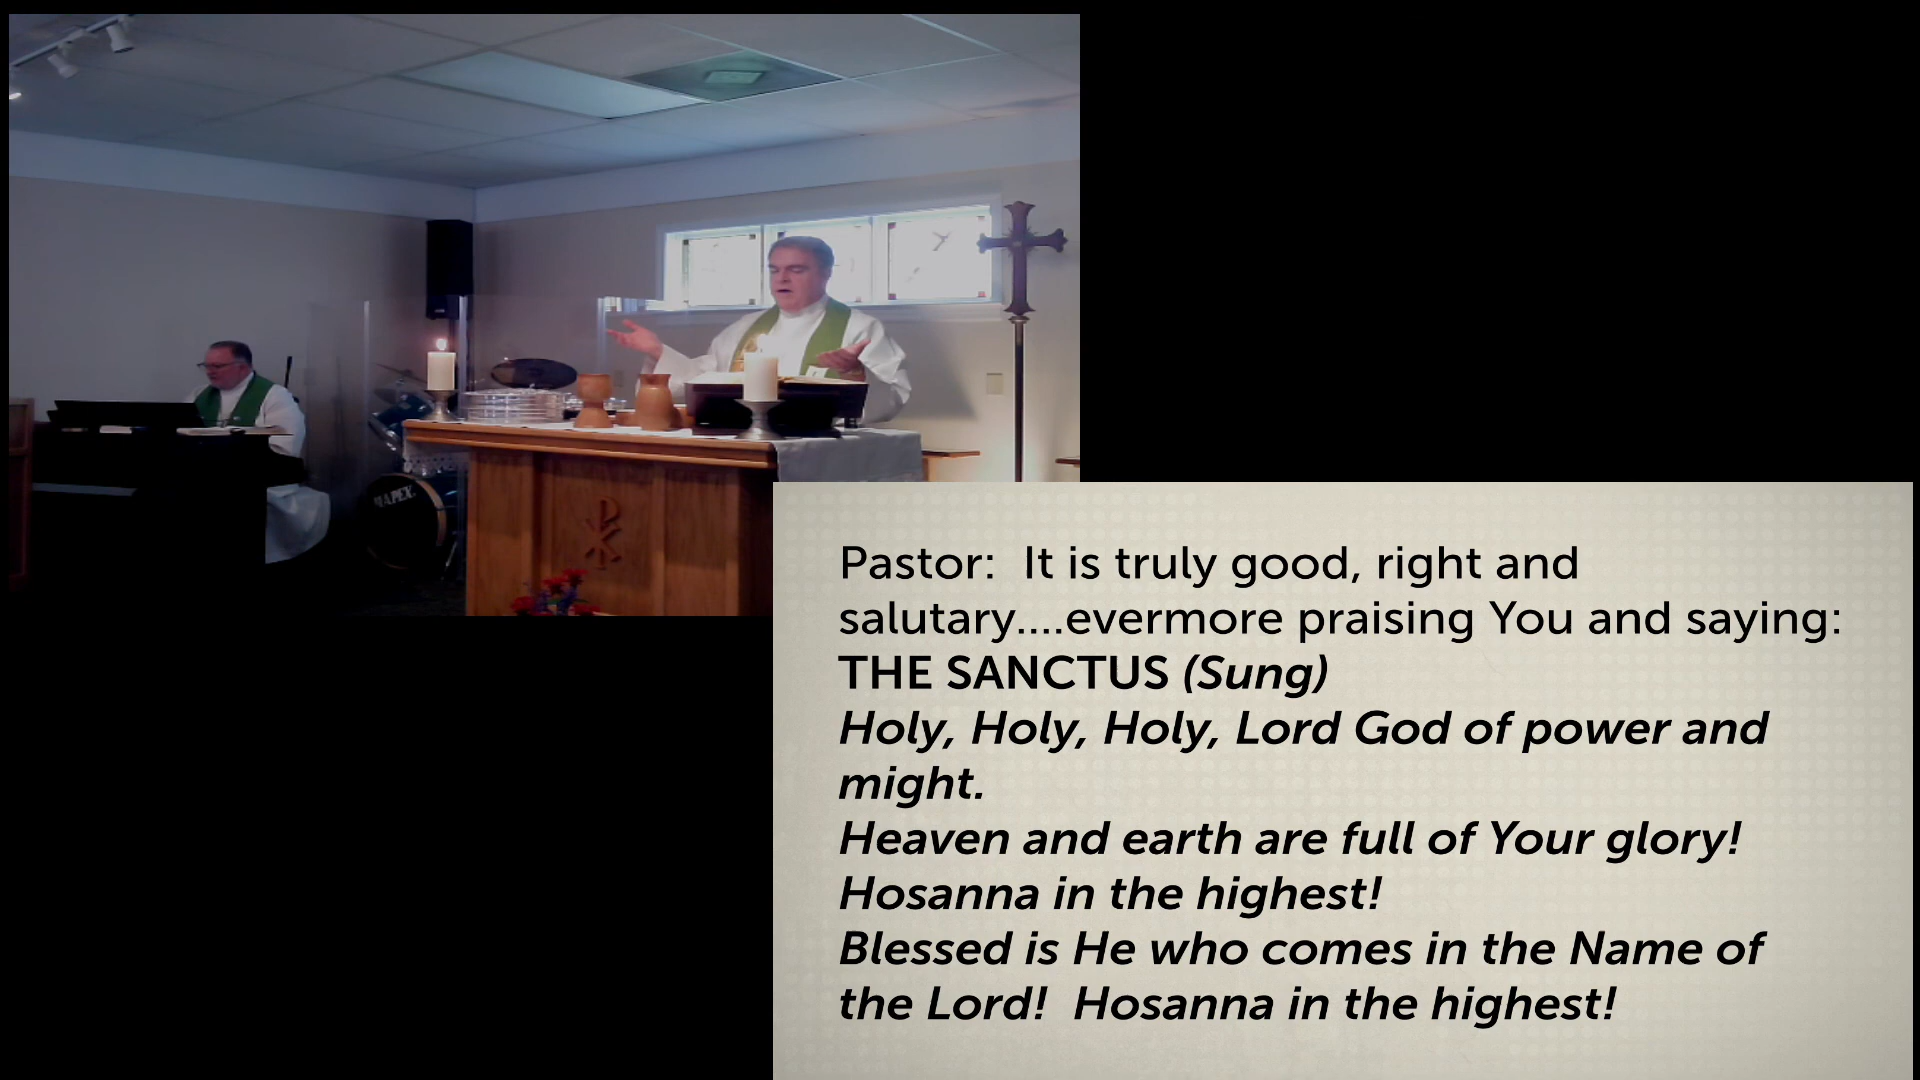 MAPEX
Pastor:  It is truly good, right and
salutary....evermore praising You and saying:
THE SANCTUS (Sung)
Holy, Holy, Holy, Lord God of power and
might.
Heaven and earth are full of Your glory!
Hosanna in the highest!
Blessed is He who comes in the Name of
the Lord!  Hosanna in the highest!